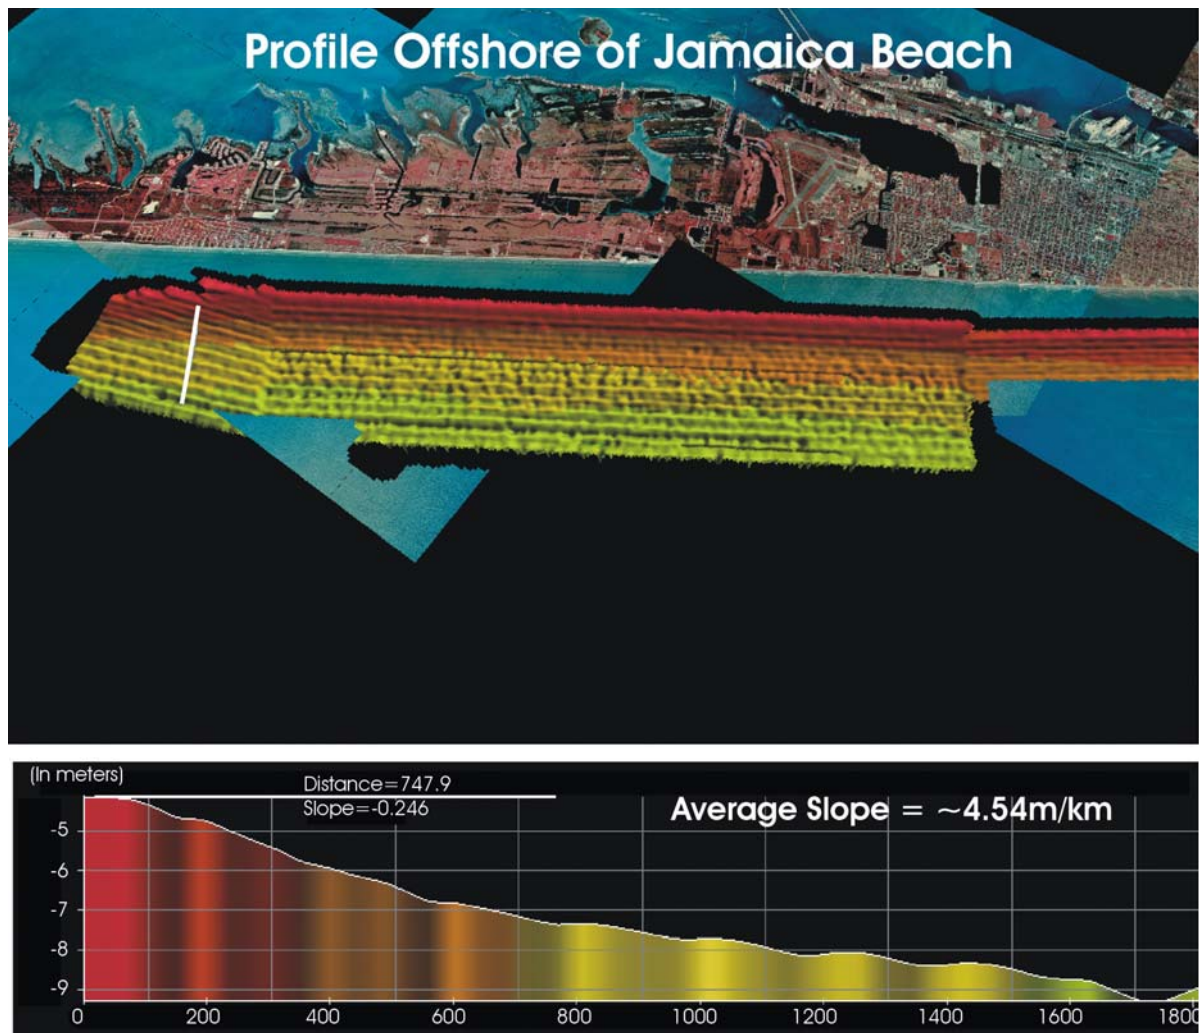 Profile Offshore of Jamaica Beach
(In meters)
Distance=747.9
Slope=-0.246
Average Slope = ~4.54m/km
-5
-6
-7
-8
-9
0 200 400 600 800 1000 1200 1400 1600 1800